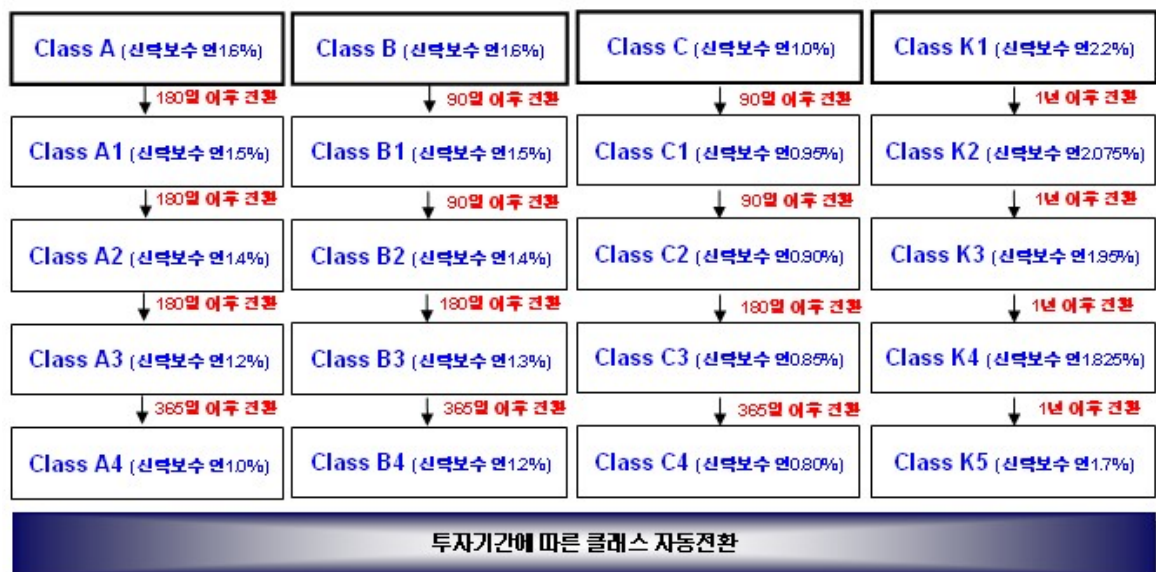 Class A (신탁보수 연1.6%) Class B (신탁보수 연1.6%) Class C (신탁보수 연1.0%) Class K1 (신탁보수 연2.2%)
180일 이후 전환 90일 이후 전환 90일 이후 전환 1년 이후 전환
Class A1 (신탁보수 연1.5%) Class B1 (신탁보수 연1.5%) Class C1 (신탁보수 연0.95%) Class K2 (신탁보수 연2.075%)
180일 이후 전환 90일 이후 전환 90일 이후 전환 1년 이후 전환
Class A2 (신탁보수 연1.4%) Class B2 (신탁보수 연1.4%) Class C2 (신탁보수 연0.90%) Class K3 (신탁보수 연1.95%)
180일 이후 전환 180일 이후 전환 180일 이후 전환 1년 이후 전환
Class A3 (신탁보수 연1.2%) Class B3 (신탁보수 연1.3%) Class C3 (신탁보수 연0.85%) Class K4 (신탁보수 연1.825%)
365일 이후 전환 365일 이후 전환 365일 이후 전환 1년 이후 전환
Class A4 (신탁보수 연1.0%) Class B4 (신탁보수 연1.2%) Class C4 (신탁보수 연0.80%) Class K5 (신탁보수 연1.7%)
투자기간에 따른 클래스 자동전환